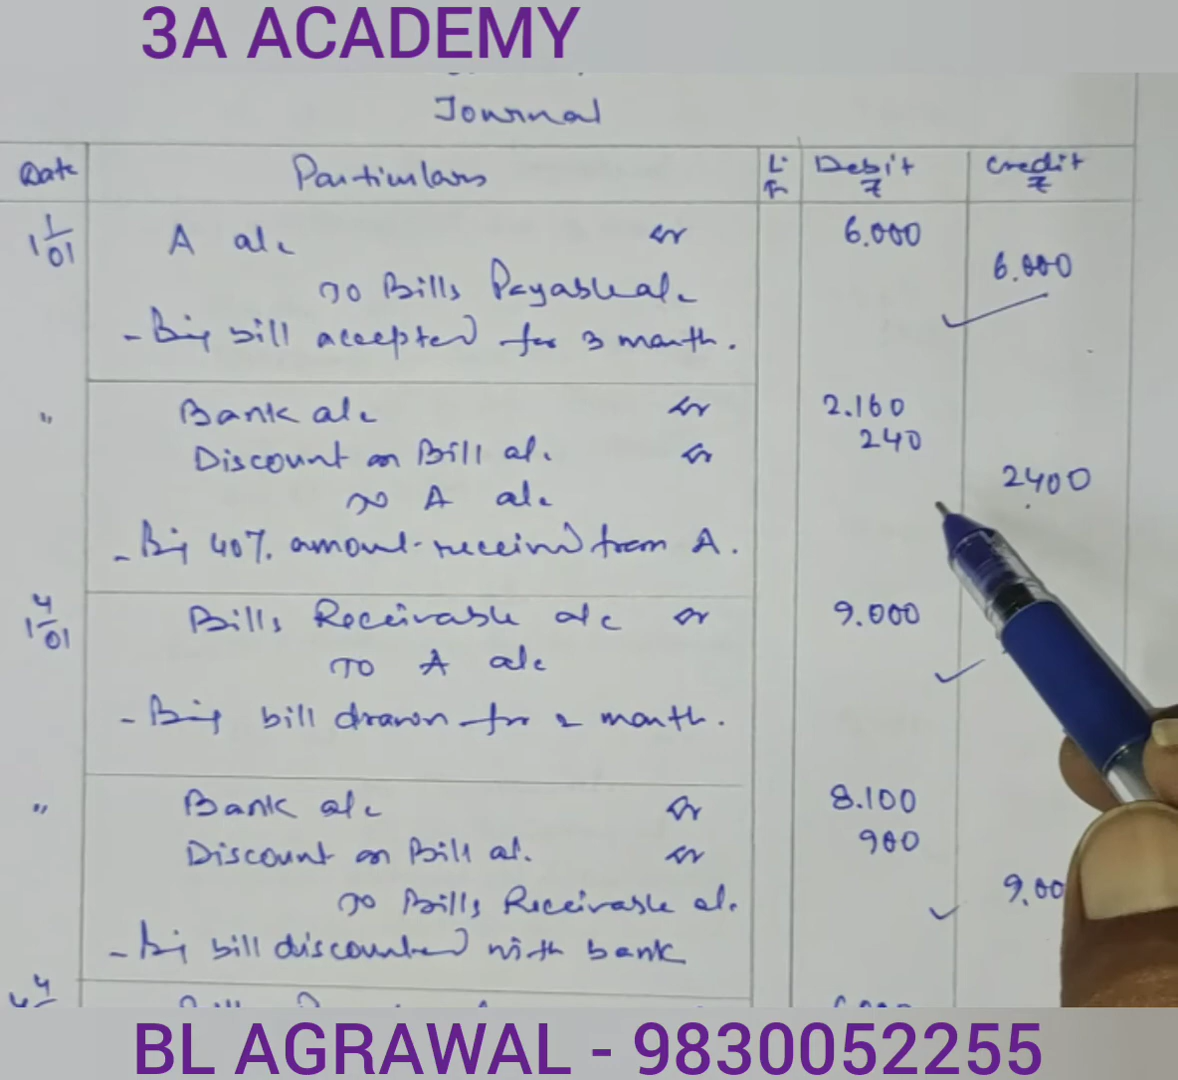 3A ACADEMY
Journal
Date Particulars L.F. Debit ₹ Credit ₹
1/1/01 A a/c Dr 6.000
To Bills Payable a/c 6.000
- Being bill accepted for 3 month.
" Bank a/c Dr 2.160
Discount on Bill a/c Dr 240
To A a/c 2400
- Being 40% amount received from A.
1/4/01 Bills Receivable a/c Dr 9.000
To A a/c
- Being bill drawn for 2 month.
" Bank a/c Dr 8.100
Discount on Bill a/c Dr 900
To Bills Receivable a/c 9,00
- Being bill discounted with bank
BL AGRAWAL - 9830052255